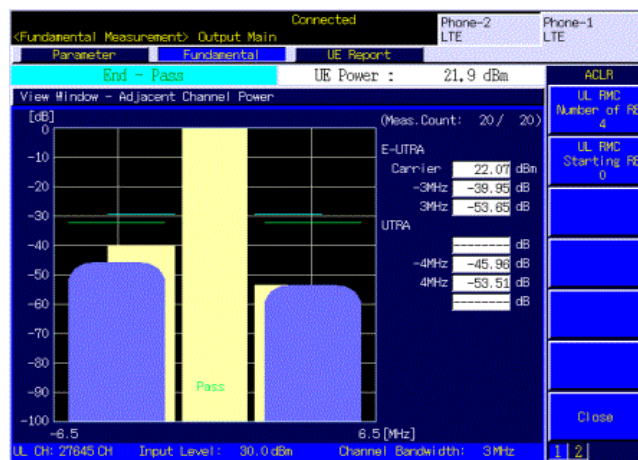 Connected
<Fundamental Measurement> Output Main
Phone-2
LTE
Phone-1
LTE
Parameter
Fundamental
UE Report
End - Pass
UE Power :
21.9 dBm
ACLR
View Window - Adjacent Channel Power
UL RMC
Number of RB
4
UL RMC
Starting RB
0
[dB]
(Meas.Count: 20 / 20)
0
-10
-20
-30
-40
-50
-60
-70
-80
-90
-100
E-UTRA
Carrier 22.07 dBm
-3MHz -39.95 dB
3MHz -53.65 dB
UTRA
------- dB
-4MHz -45.96 dB
4MHz -53.51 dB
------- dB
Pass
-6.5
6.5 [MHz]
Close
UL CH: 27645 CH Input Level: 30.0 dBm Channel Bandwidth: 3MHz
1 2